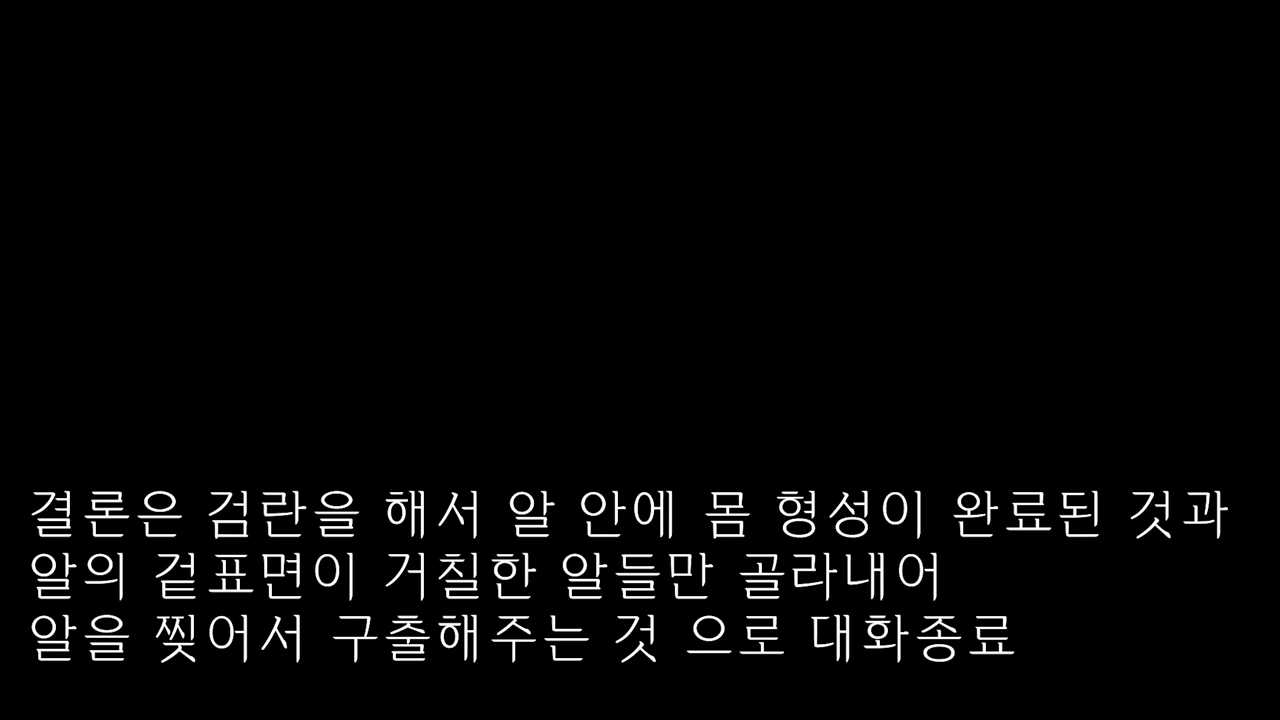 결론은 검란을 해서 알 안에 몸 형성이 완료된 것과
알의 겉표면이 거칠한 알들만 골라내어
알을 찢어서 구출해주는 것 으로 대화종료